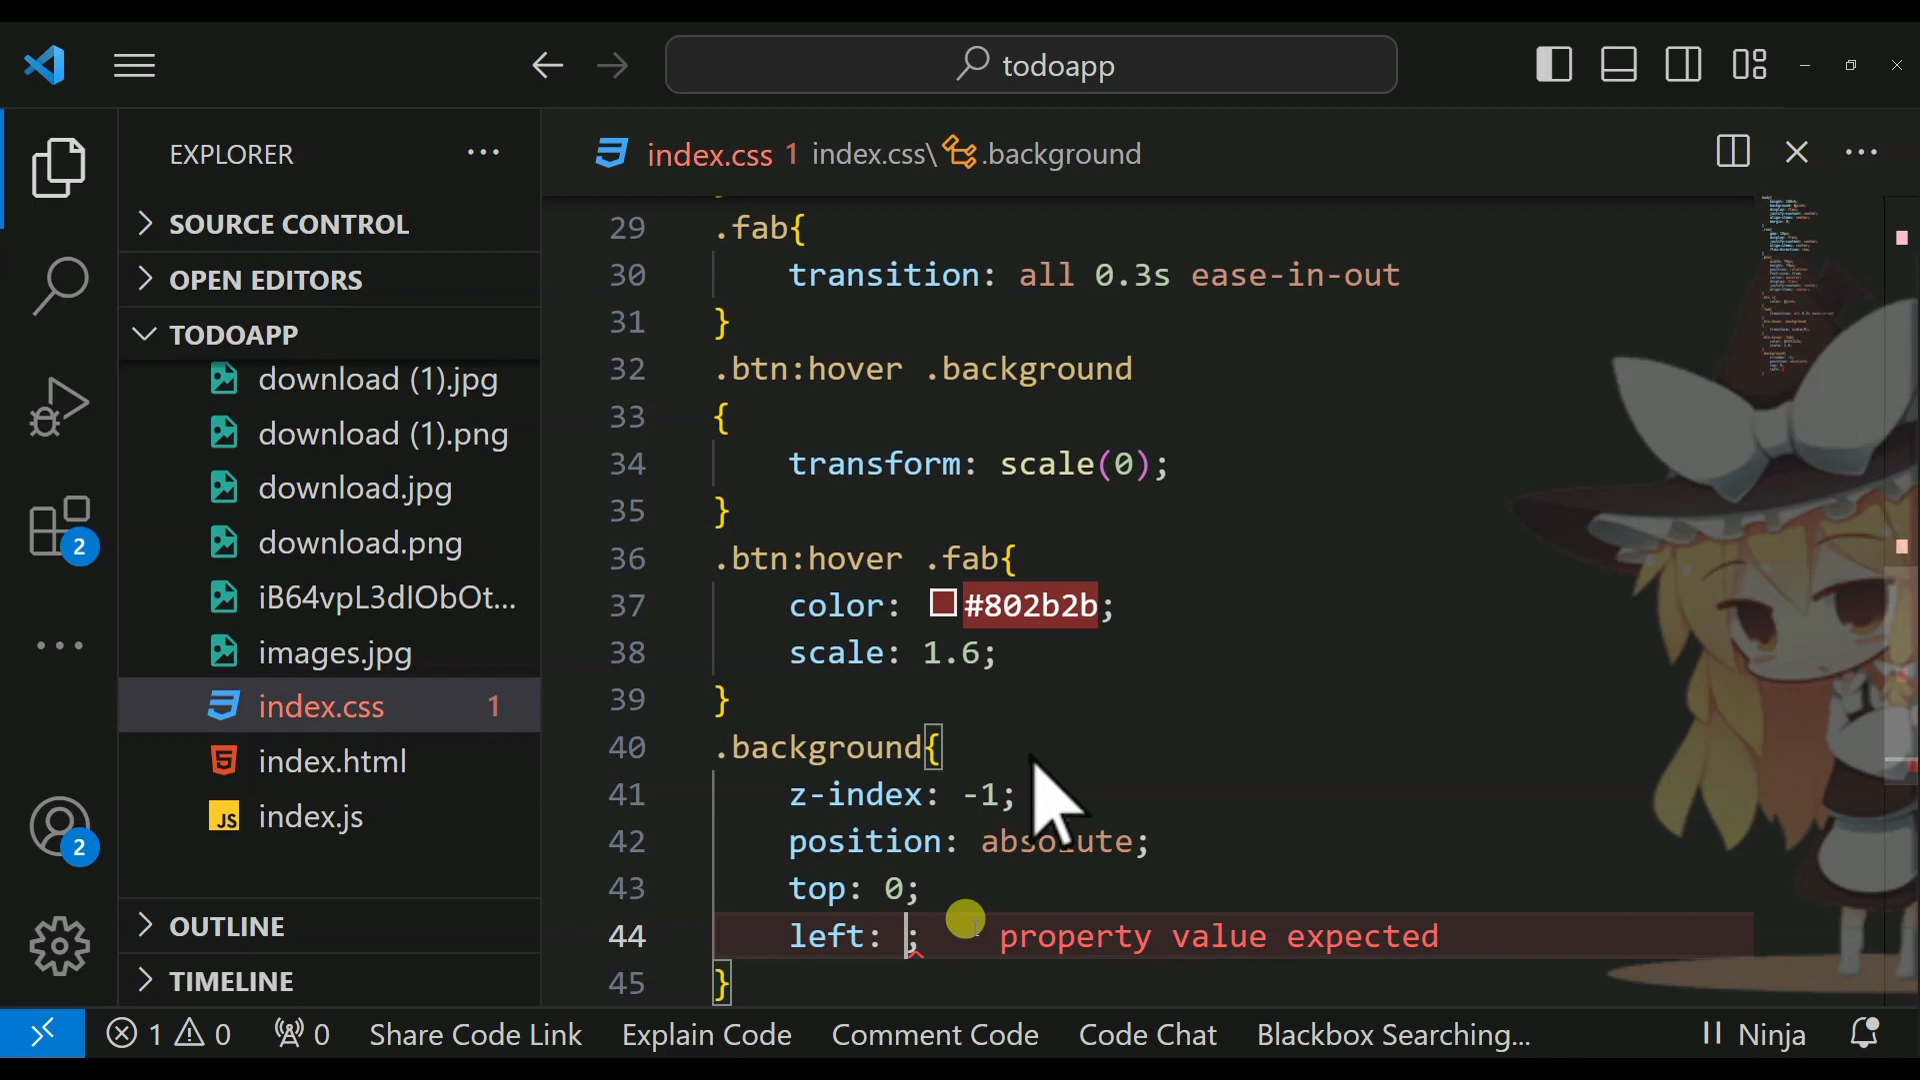 todoapp
EXPLORER
SOURCE CONTROL
OPEN EDITORS
TODOAPP
download (1).jpg
download (1).png
download.jpg
download.png
iB64vpL3dIObOt...
images.jpg
index.css 1
index.html
JS index.js
OUTLINE
TIMELINE
2
2
index.css 1 index.css\ .background
29 .fab{
30 transition: all 0.3s ease-in-out
31 }
32 .btn:hover .background
33 {
34 transform: scale(0);
35 }
36 .btn:hover .fab{
37 color: #802b2b;
38 scale: 1.6;
39 }
40 .background{
41 z-index: -1;
42 position: absolute;
43 top: 0;
44 left: ; property value expected
45 }
1 0 0 Share Code Link Explain Code Comment Code Code Chat Blackbox Searching... Ninja